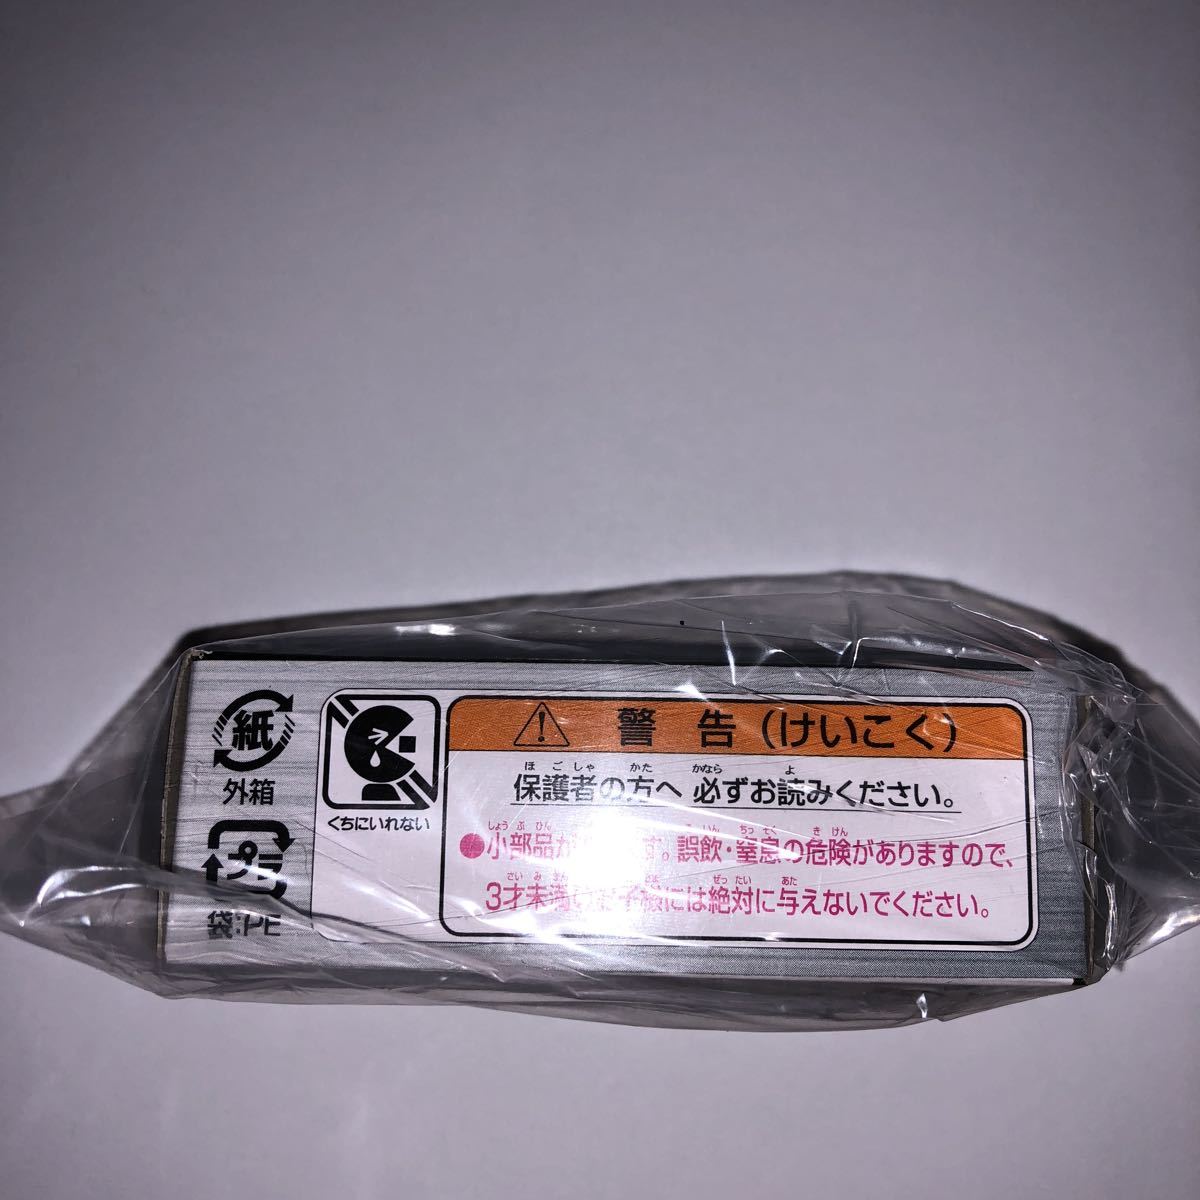 紙
外箱
プラ
袋:PE
くちにいれない
警告(けいこく)
ほごしゃ かた かなら よ
保護者の方へ 必ずお読みください。
しょうぶひん ちっそく きけん
●小部品が す。誤飲・窒息の危険がありますので、
さい ぜったい あた
3才未満の お子様には絶対に与えないでください。